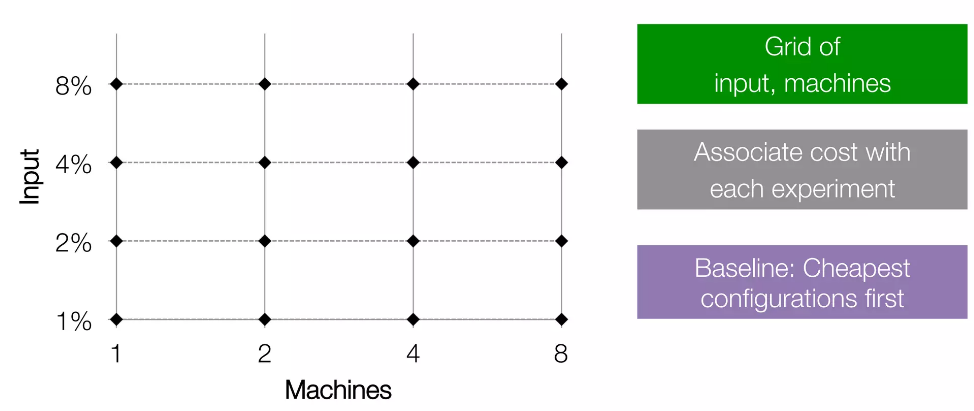 8%
4%
2%
1%
Input
1 2 4 8
Machines
Grid of
input, machines
Associate cost with
each experiment
Baseline: Cheapest
configurations first